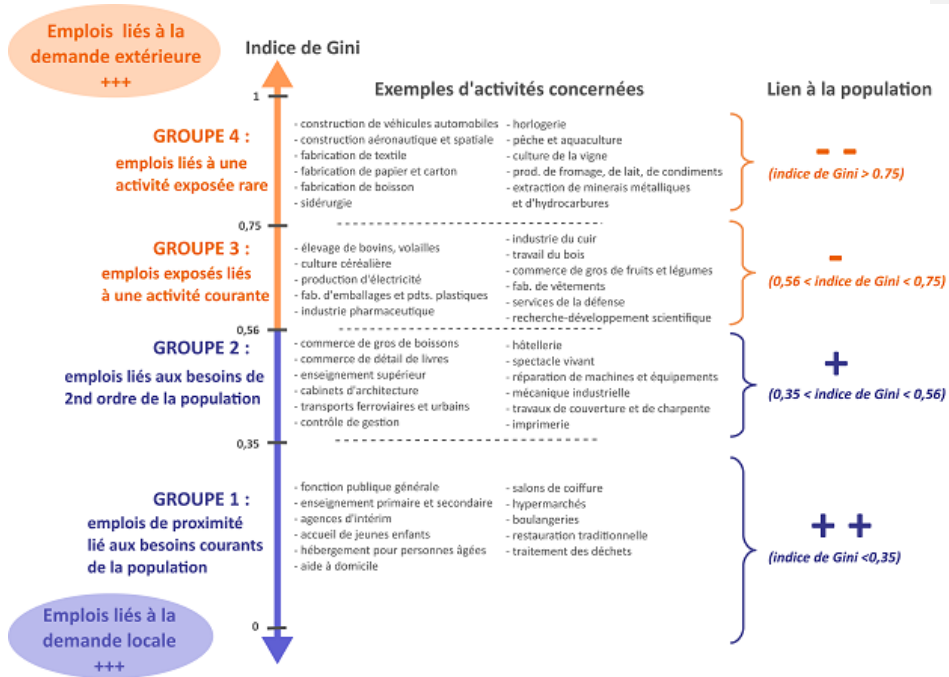 Emplois liés à la
demande extérieure
+++
Indice de Gini
Exemples d'activités concernées
Lien à la population
1
GROUPE 4 :
emplois liés à une
activité exposée rare
- construction de véhicules automobiles
- construction aéronautique et spatiale
- fabrication de textile
- fabrication de papier et carton
- fabrication de boisson
- sidérurgie
- horlogerie
- pêche et aquaculture
- culture de la vigne
- prod. de fromage, de lait, de condiments
- extraction de minerais métalliques
et d'hydrocarbures
- -
(indice de Gini > 0.75)
0,75
GROUPE 3 :
emplois exposés liés
à une activité courante
- élevage de bovins, volailles
- culture céréalière
- production d'électricité
- fab. d'emballages et pdts. plastiques
- industrie pharmaceutique
- industrie du cuir
- travail du bois
- commerce de gros de fruits et légumes
- fab. de vêtements
- services de la défense
- recherche-développement scientifique
-
(0,56 < indice de Gini < 0,75)
0,56
GROUPE 2 :
emplois liés aux besoins de
2nd ordre de la population
- commerce de gros de boissons
- commerce de détail de livres
- enseignement supérieur
- cabinets d'architecture
- transports ferroviaires et urbains
- contrôle de gestion
- hôtellerie
- spectacle vivant
- réparation de machines et équipements
- mécanique industrielle
- travaux de couverture et de charpente
- imprimerie
+
(0,35 < indice de Gini < 0,56)
0,35
GROUPE 1 :
emplois de proximité
lié aux besoins courants
de la population
- fonction publique générale
- enseignement primaire et secondaire
- agences d'intérim
- accueil de jeunes enfants
- hébergement pour personnes âgées
- aide à domicile
- salons de coiffure
- hypermarchés
- boulangeries
- restauration traditionnelle
- traitement des déchets
+ +
(indice de Gini <0,35)
0
Emplois liés à la
demande locale
+++